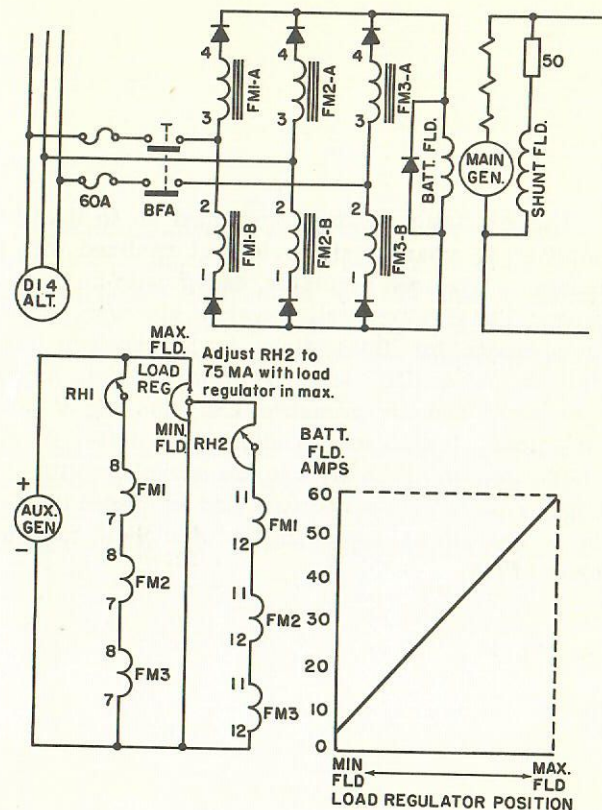 4 4 4
FM1-A FM2-A FM3-A
3 3 3
50
BATT. FLD.
MAIN
GEN.
SHUNT FLD.
60A BFA
2 2 2
FM1-B FM2-B FM3-B
1 1 1
D14
ALT.
MAX.
FLD.
LOAD
REG
MIN.
FLD.
Adjust RH2 to
75 MA with load
regulator in max.
RH1
RH2
+
AUX.
GEN
-
8
FM1
7
8
FM2
7
8
FM3
7
11
FM1
12
11
FM2
12
11
FM3
12
BATT.
FLD.
AMPS
60
50
40
30
20
10
0
MIN
FLD
MAX.
FLD
LOAD REGULATOR POSITION